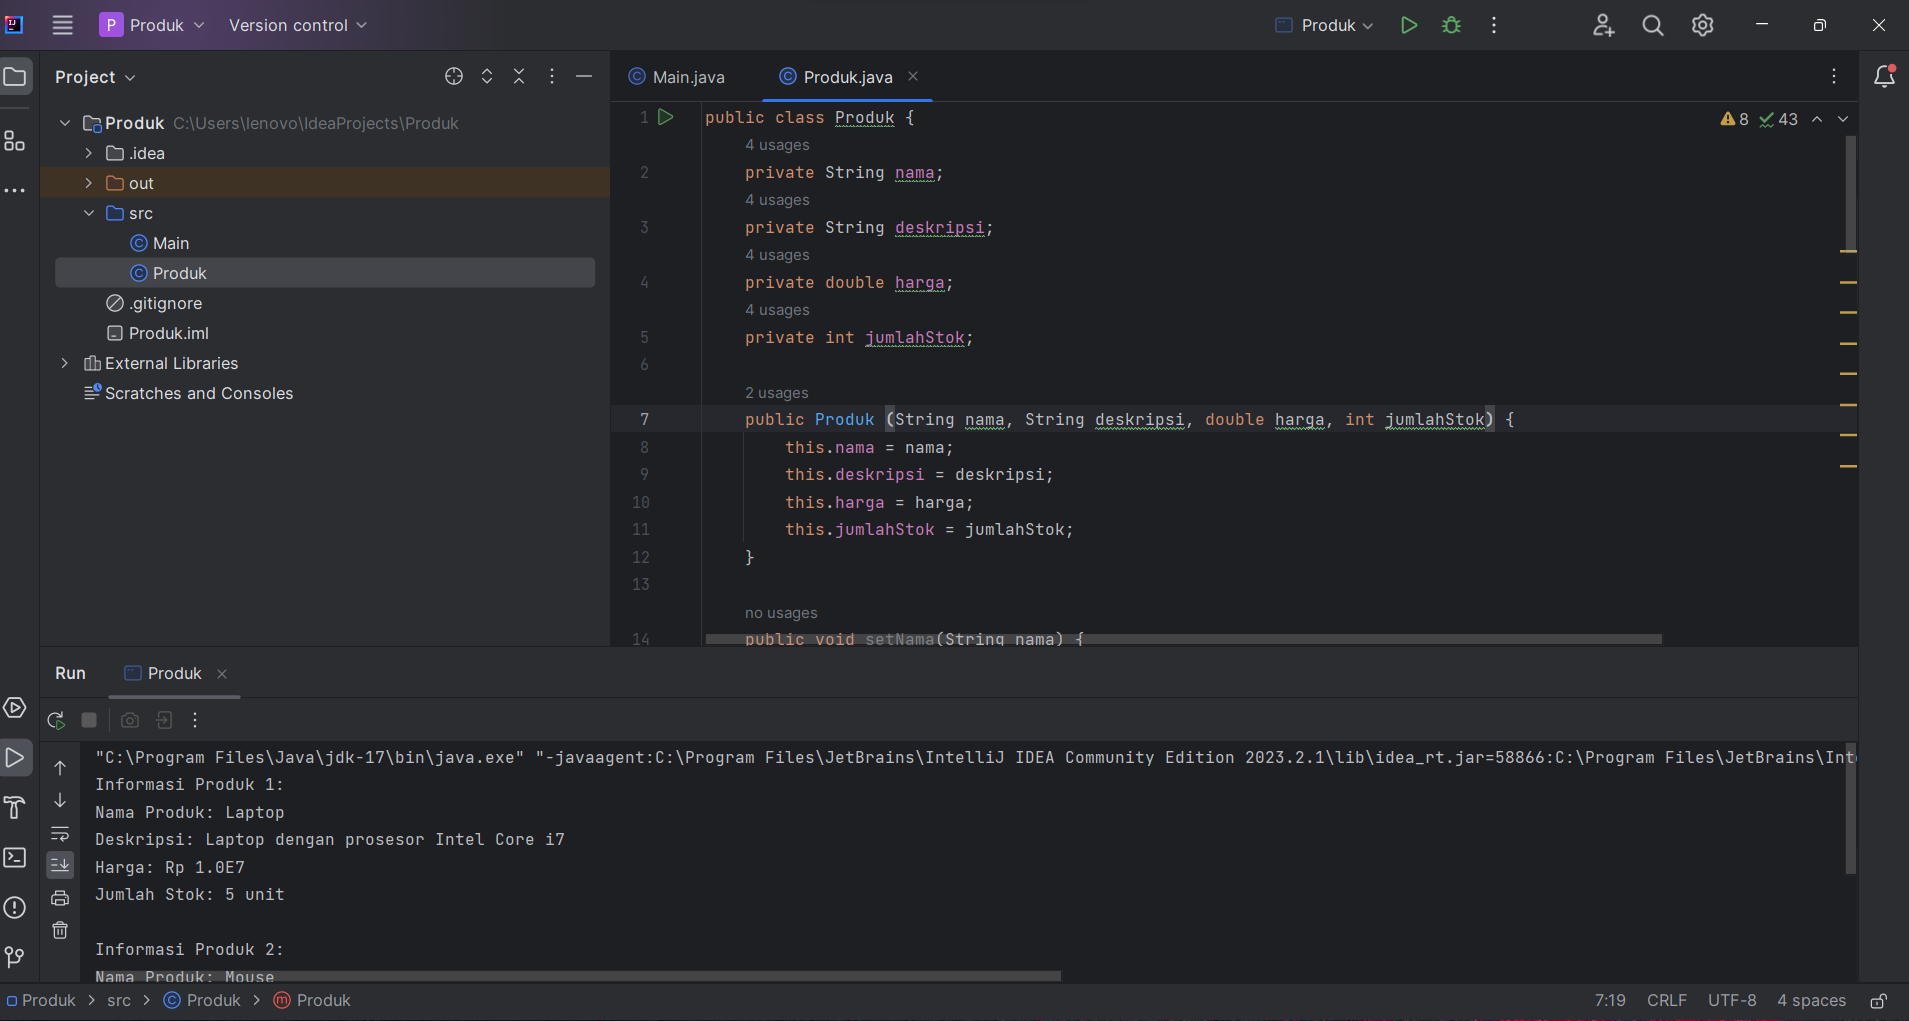 P Produk Version control Produk
Project
Produk C:\Users\lenovo\IdeaProjects\Produk
.idea
out
src
Main
Produk
.gitignore
Produk.iml
External Libraries
Scratches and Consoles
Main.java Produk.java
8 43
1 public class Produk {
4 usages
2 private String nama;
4 usages
3 private String deskripsi;
4 usages
4 private double harga;
4 usages
5 private int jumlahStok;
6
2 usages
7 public Produk (String nama, String deskripsi, double harga, int jumlahStok) {
8 this.nama = nama;
9 this.deskripsi = deskripsi;
10 this.harga = harga;
11 this.jumlahStok = jumlahStok;
12 }
13
no usages
14 public void setNama(String nama) {
Run Produk
"C:\Program Files\Java\jdk-17\bin\java.exe" "-javaagent:C:\Program Files\JetBrains\IntelliJ IDEA Community Edition 2023.2.1\lib\idea_rt.jar=58866:C:\Program Files\JetBrains\Int
Informasi Produk 1:
Nama Produk: Laptop
Deskripsi: Laptop dengan prosesor Intel Core i7
Harga: Rp 1.0E7
Jumlah Stok: 5 unit
Informasi Produk 2:
Nama Produk: Mouse
Produk src Produk Produk 7:19 CRLF UTF-8 4 spaces